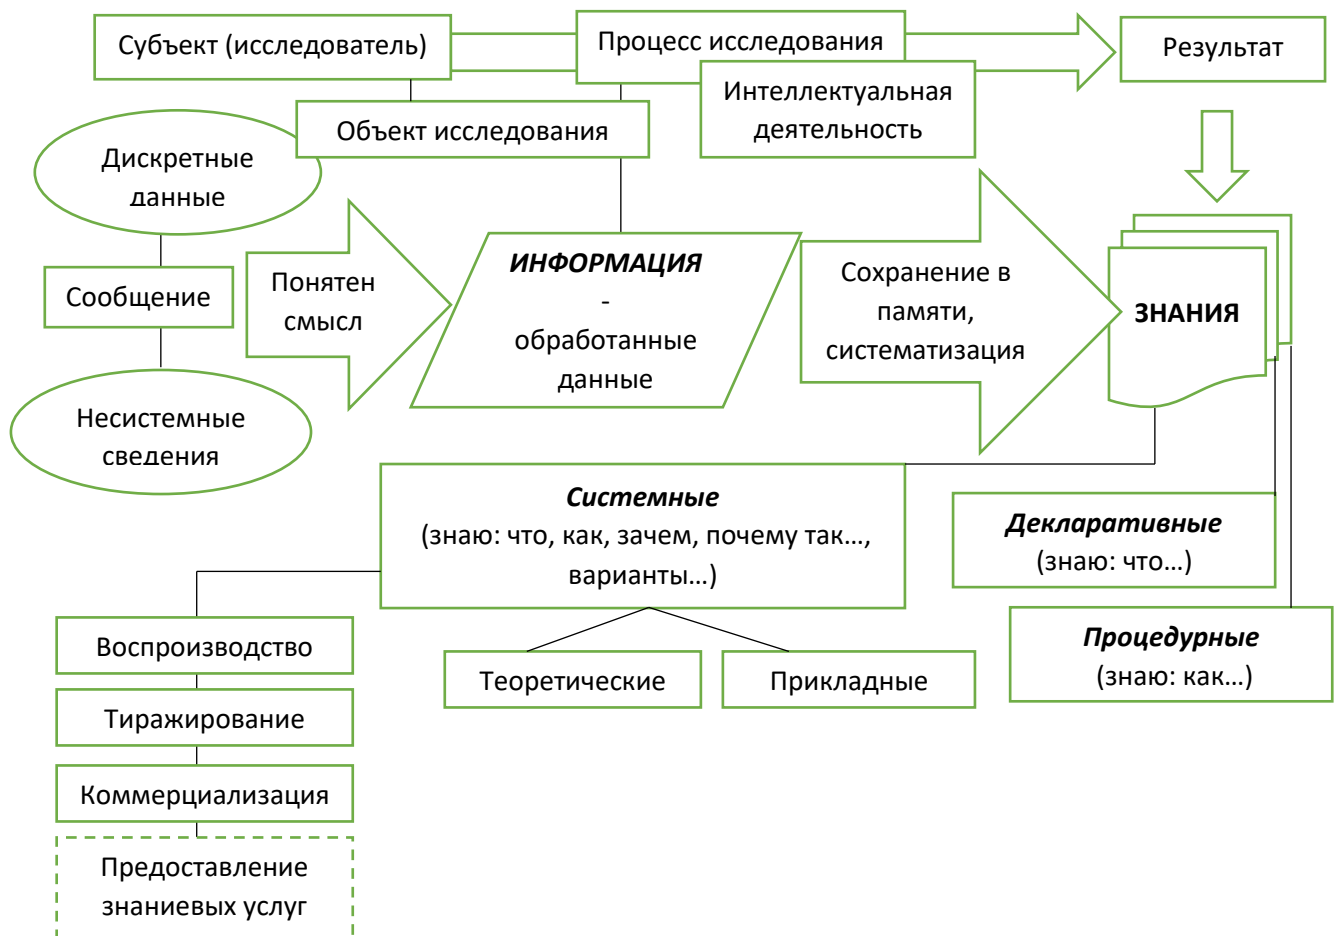 Субъект (исследователь)
Процесс исследования
Результат
Интеллектуальная
деятельность
Объект исследования
Дискретные
данные
Сообщение
Несистемные
сведения
Понятен
смысл
ИНФОРМАЦИЯ
-
обработанные
данные
Сохранение в
памяти,
систематизация
ЗНАНИЯ
Системные
(знаю: что, как, зачем, почему так…,
варианты…)
Декларативные
(знаю: что…)
Процедурные
(знаю: как…)
Теоретические
Прикладные
Воспроизводство
Тиражирование
Коммерциализация
Предоставление
знаниевых услуг